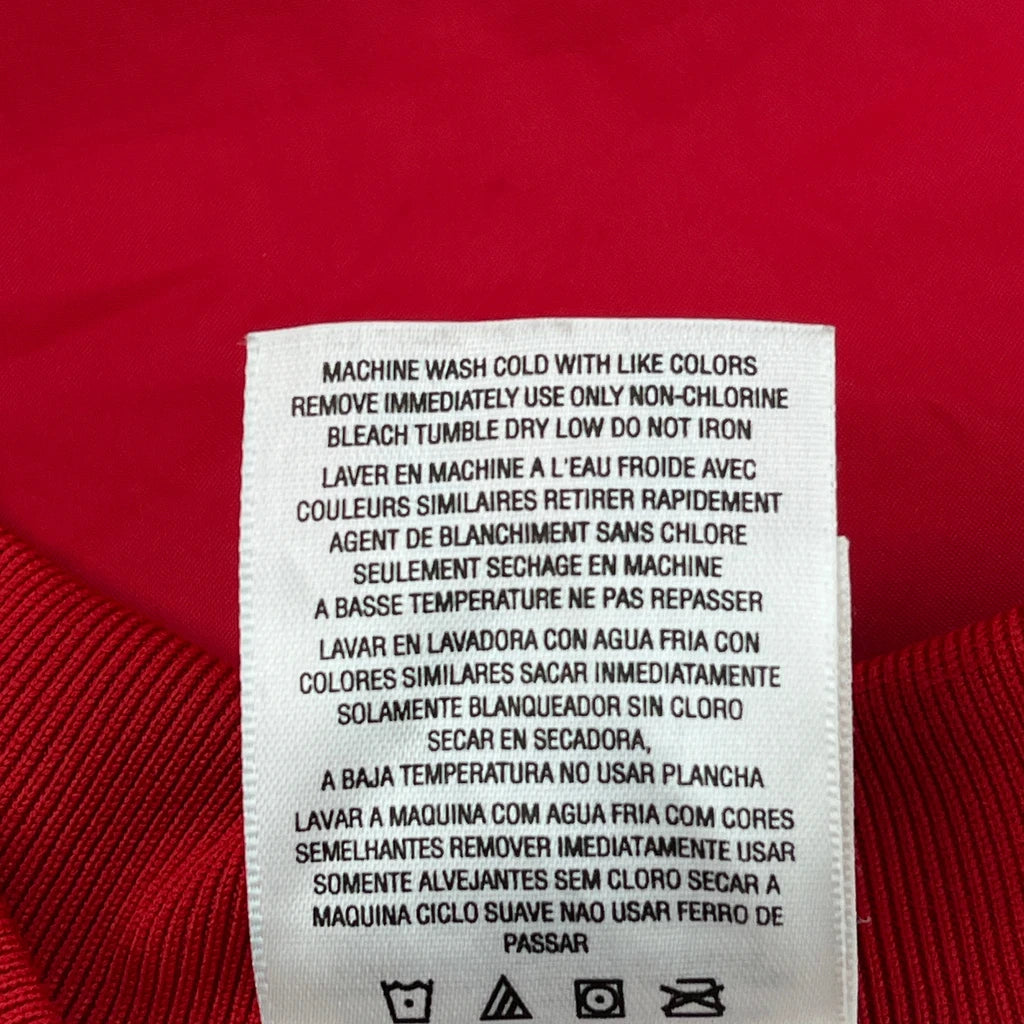 MACHINE WASH COLD WITH LIKE COLORS
REMOVE IMMEDIATELY USE ONLY NON-CHLORINE
BLEACH TUMBLE DRY LOW DO NOT IRON
LAVER EN MACHINE A L'EAU FROIDE AVEC
COULEURS SIMILAIRES RETIRER RAPIDEMENT
AGENT DE BLANCHIMENT SANS CHLORE
SEULEMENT SECHAGE EN MACHINE
A BASSE TEMPERATURE NE PAS REPASSER
LAVAR EN LAVADORA CON AGUA FRIA CON
COLORES SIMILARES SACAR INMEDIATAMENTE
SOLAMENTE BLANQUEADOR SIN CLORO
SECAR EN SECADORA,
A BAJA TEMPERATURA NO USAR PLANCHA
LAVAR A MAQUINA COM AGUA FRIA COM CORES
SEMELHANTES REMOVER IMEDIATAMENTE USAR
SOMENTE ALVEJANTES SEM CLORO SECAR A
MAQUINA CICLO SUAVE NAO USAR FERRO DE
PASSAR